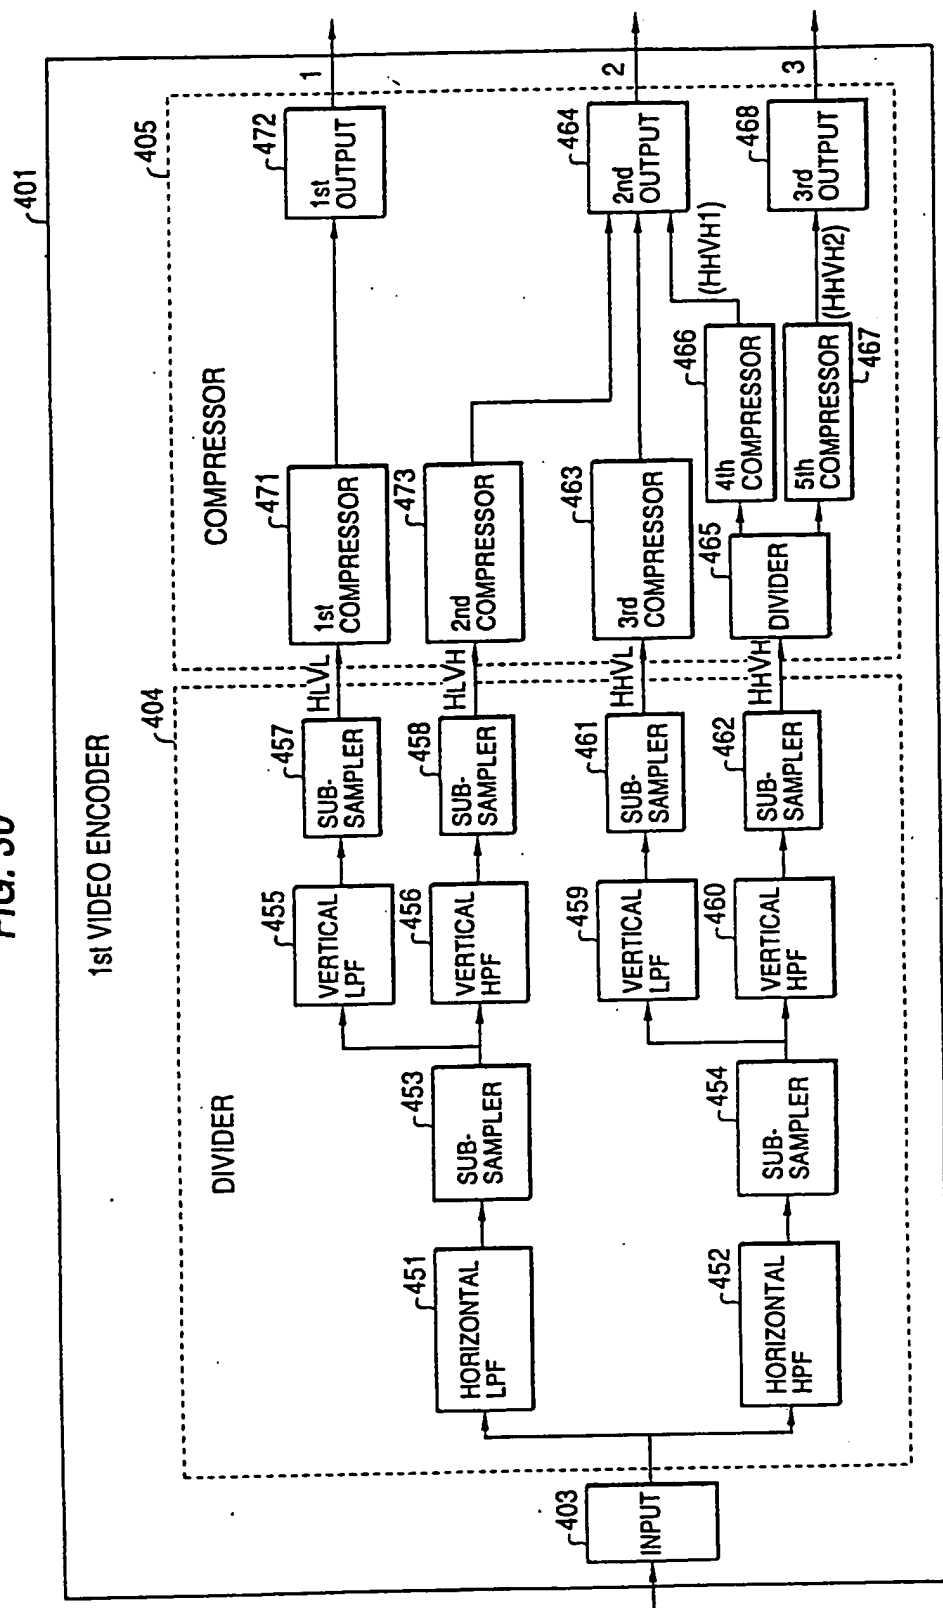 FIG. 30
1st VIDEO ENCODER
401
DIVIDER
404
COMPRESSOR
405
403
INPUT
451
HORIZONTAL
LPF
453
SUB-
SAMPLER
455
VERTICAL
LPF
457
SUB-
SAMPLER
HLVL
471
1st
COMPRESSOR
472
1st
OUTPUT
1
456
VERTICAL
HPF
458
SUB-
SAMPLER
HLVH
473
2nd
COMPRESSOR
464
2nd
OUTPUT
2
459
VERTICAL
LPF
461
SUB-
SAMPLER
HHVL
463
3rd
COMPRESSOR
452
HORIZONTAL
HPF
454
SUB-
SAMPLER
460
VERTICAL
HPF
462
SUB-
SAMPLER
HHVH
465
DIVIDER
466
4th
COMPRESSOR
(HHVH1)
5th
COMPRESSOR
467
(HHVH2)
468
3rd
OUTPUT
3